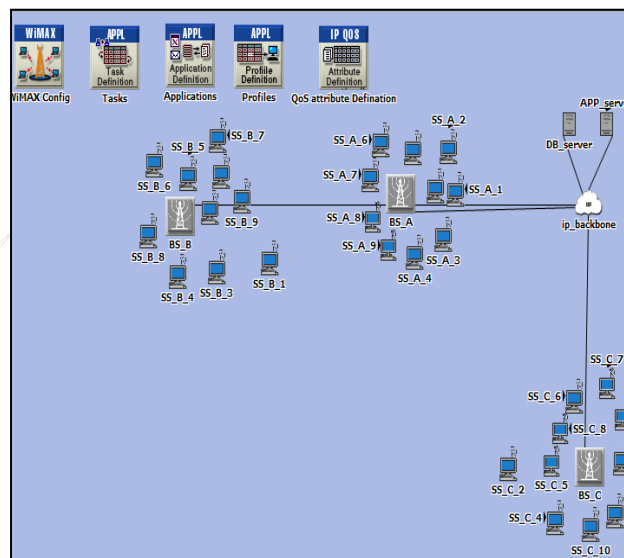 WiMAX
APPL
APPL
APPL
IP QOS
Task
Definition
Application
Definition
Profile
Definition
Attribute
Definition
WiMAX Config
Tasks
Applications
Profiles
QoS attribute Defination
APP_serv
DB_server
IP
ip_backbone
SS_B_7
SS_B_5
SS_B_6
SS_B_9
BS_B
SS_B_8
SS_B_4
SS_B_3
SS_B_1
SS_A_2
SS_A_6
SS_A_7
SS_A_1
BS_A
SS_A_8
SS_A_9
SS_A_3
SS_A_4
SS_C_7
SS_C_6
SS_C_8
SS_C_2
SS_C_5
BS_C
SS_C_4
SS_C_10